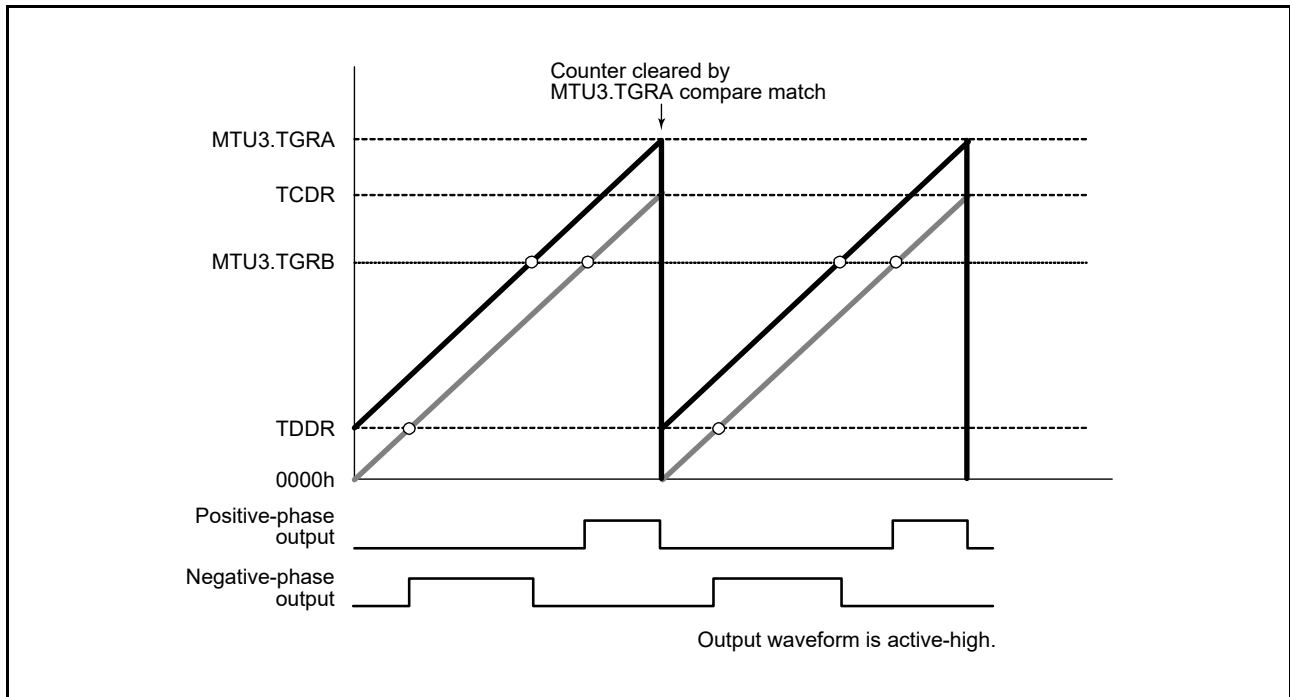 Counter cleared by
MTU3.TGRA compare match
MTU3.TGRA
TCDR
MTU3.TGRB
TDDR
0000h
Positive-phase
output
Negative-phase
output
Output waveform is active-high.